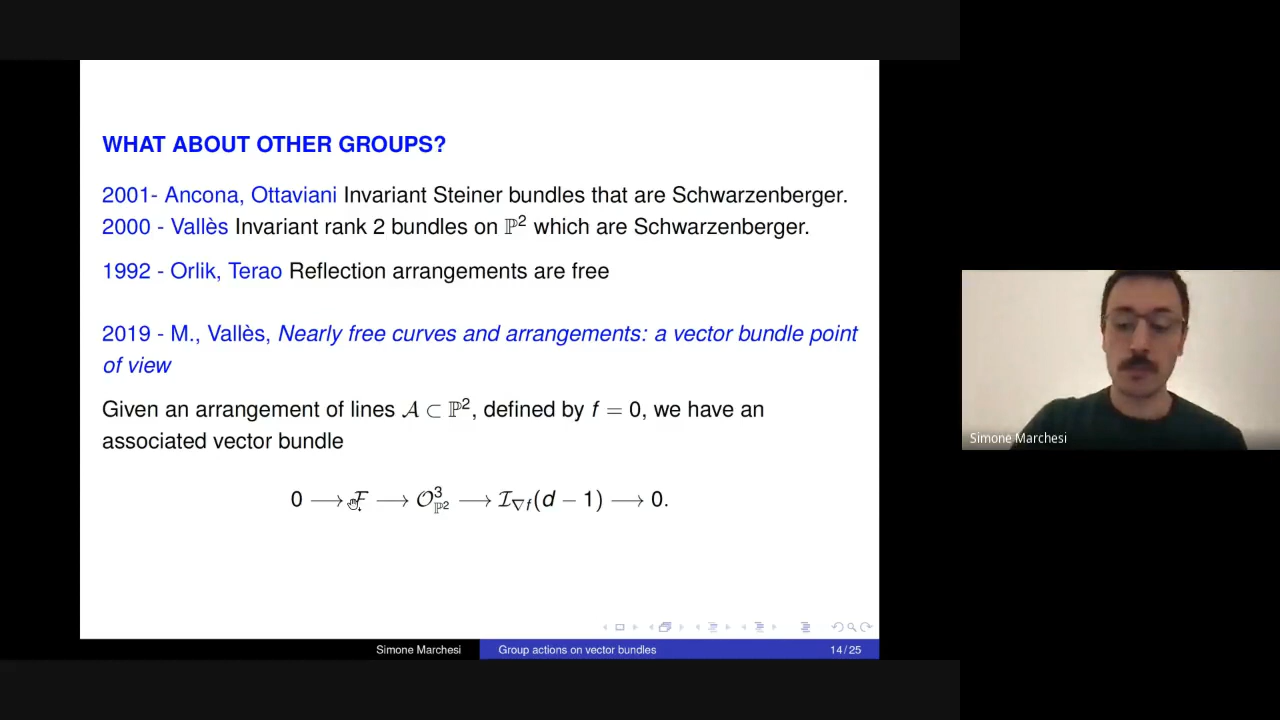 WHAT ABOUT OTHER GROUPS?
2001- Ancona, Ottaviani Invariant Steiner bundles that are Schwarzenberger.
2000 - Vallès Invariant rank 2 bundles on ℙ² which are Schwarzenberger.
1992 - Orlik, Terao Reflection arrangements are free
2019 - M., Vallès, Nearly free curves and arrangements: a vector bundle point
of view
Given an arrangement of lines 𝒜 ⊂ ℙ², defined by f = 0, we have an
associated vector bundle
0 ⟶ ℱ ⟶ 𝒪³_ℙ² ⟶ ℐ_∇f(d − 1) ⟶ 0.
Simone Marchesi
Group actions on vector bundles
14/25
Simone Marchesi